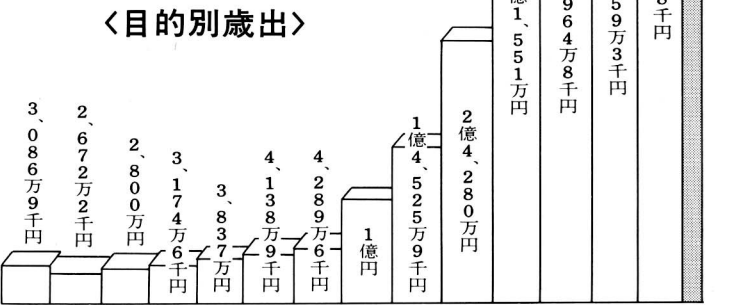 〈目的別歳出〉
3、086万9千円
2、672万2千円
2、800万円
3、174万6千円
3、837万円
4、138万9千円
4、289万6千円
1億円
1億4、525万9千円
2億4、280万円
億1、551万円
964万8千円
59万3千円
千円